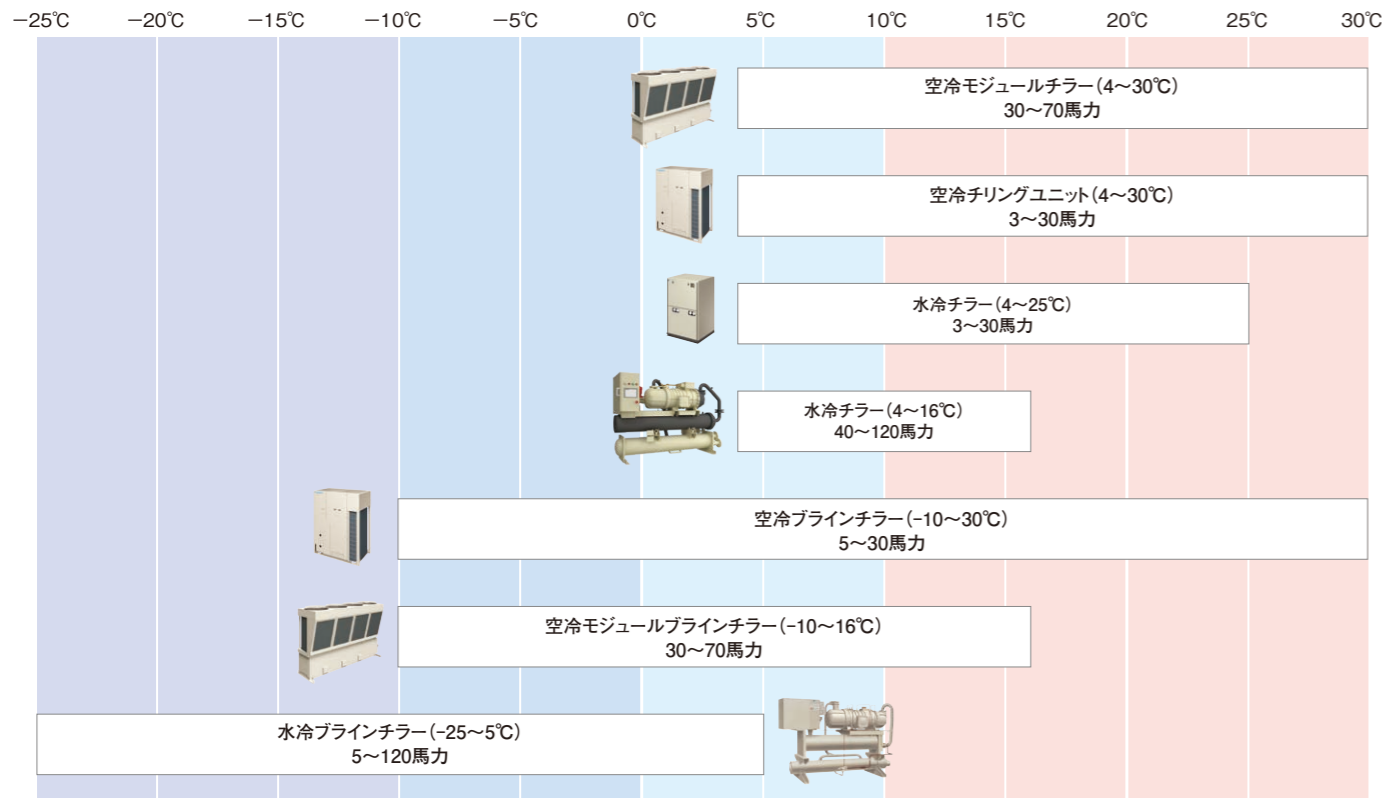 −25℃ −20℃ −15℃ −10℃ −5℃ 0℃ 5℃ 10℃ 15℃ 20℃ 25℃ 30℃
空冷モジュールチラー（4〜30℃）
30〜70馬力
空冷チリングユニット（4〜30℃）
3〜30馬力
水冷チラー（4〜25℃）
3〜30馬力
水冷チラー（4〜16℃）
40〜120馬力
空冷ブラインチラー（-10〜30℃）
5〜30馬力
空冷モジュールブラインチラー（-10〜16℃）
30〜70馬力
水冷ブラインチラー（-25〜5℃）
5〜120馬力